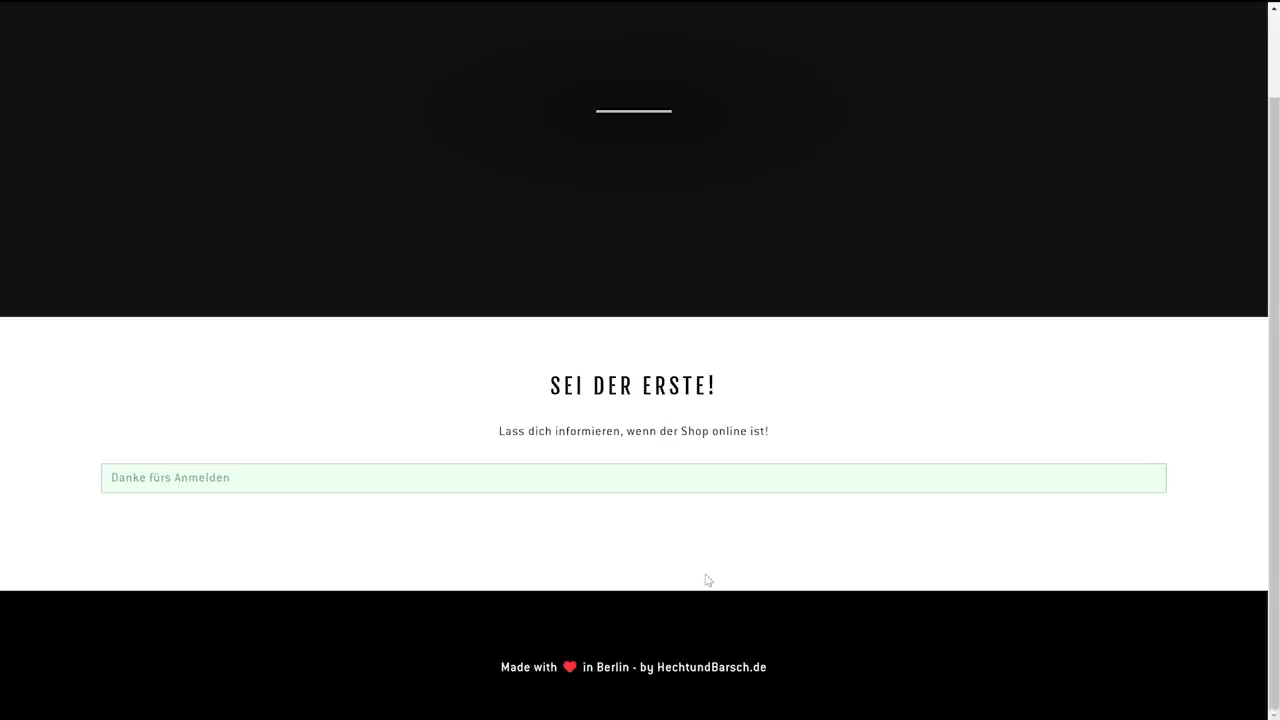 SEI DER ERSTE!
Lass dich informieren, wenn der Shop online ist!
Danke fürs Anmelden
Made with ❤ in Berlin - by HechtundBarsch.de